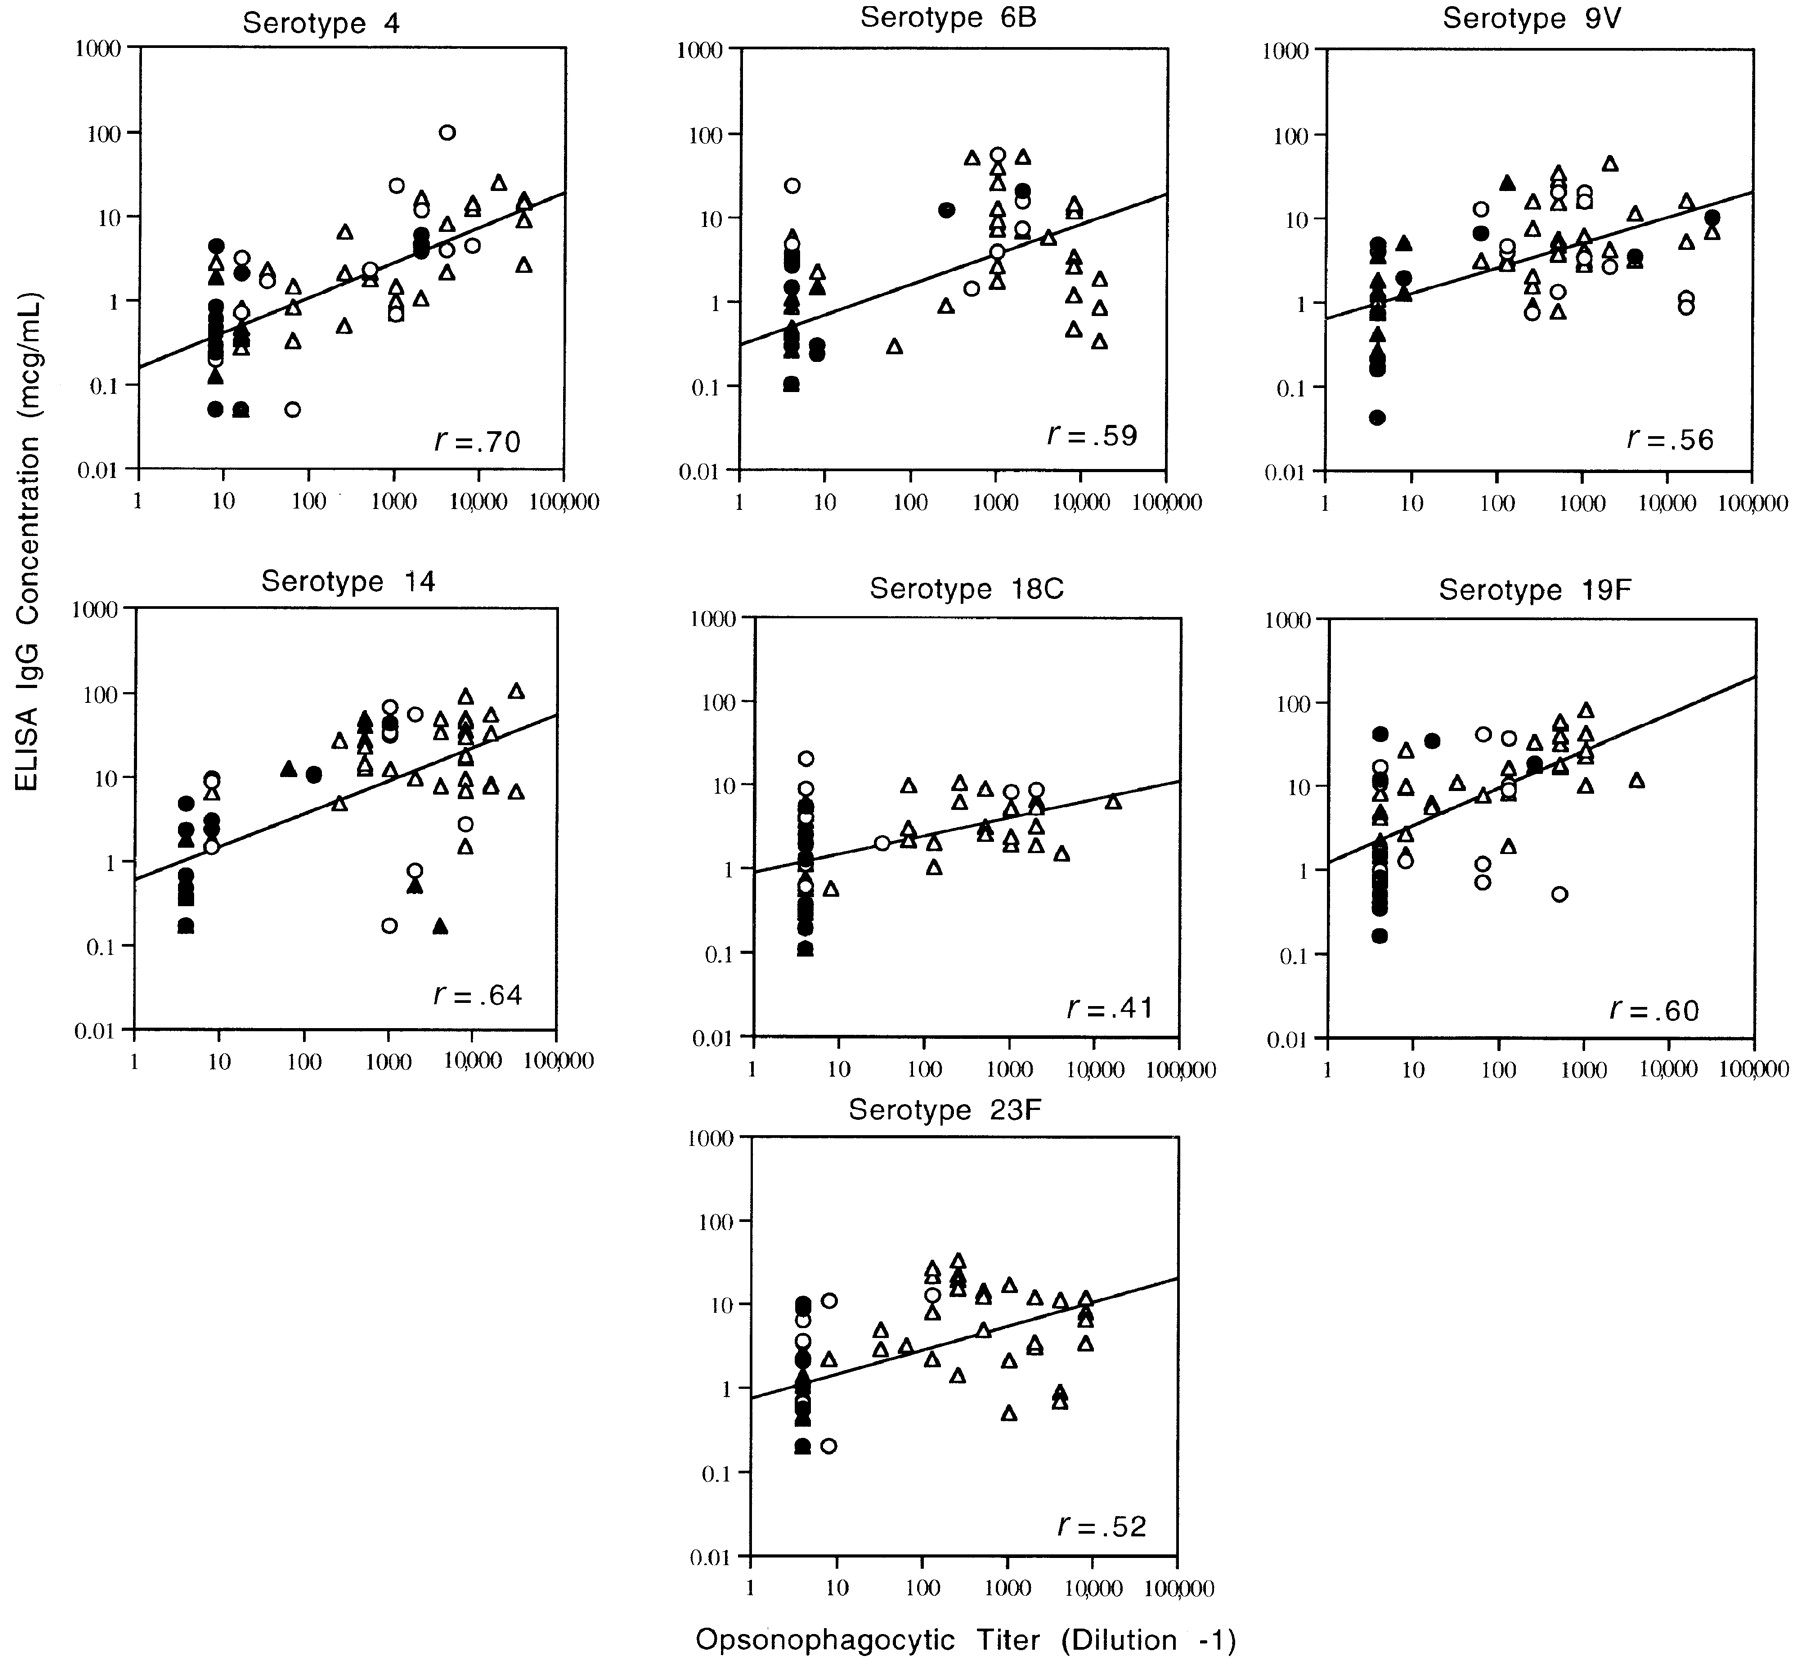 Serotype 4
Serotype 6B
Serotype 9V
1000
100
10
1
0.1
0.01
1 10 100 1000 10,000 100,000
r = .70
1000
100
10
1
0.1
0.01
1 10 100 1000 10,000 100,000
r = .59
1000
100
10
1
0.1
0.01
1 10 100 1000 10,000 100,000
r = .56
ELISA IgG Concentration (mcg/mL)
Serotype 14
Serotype 18C
Serotype 19F
1000
100
10
1
0.1
0.01
1 10 100 1000 10,000 100,000
r = .64
1000
100
10
1
0.1
0.01
1 10 100 1000 10,000 100,000
r = .41
1000
100
10
1
0.1
0.01
1 10 100 1000 10,000 100,000
r = .60
Serotype 23F
1000
100
10
1
0.1
0.01
1 10 100 1000 10,000 100,000
r = .52
Opsonophagocytic Titer (Dilution -1)